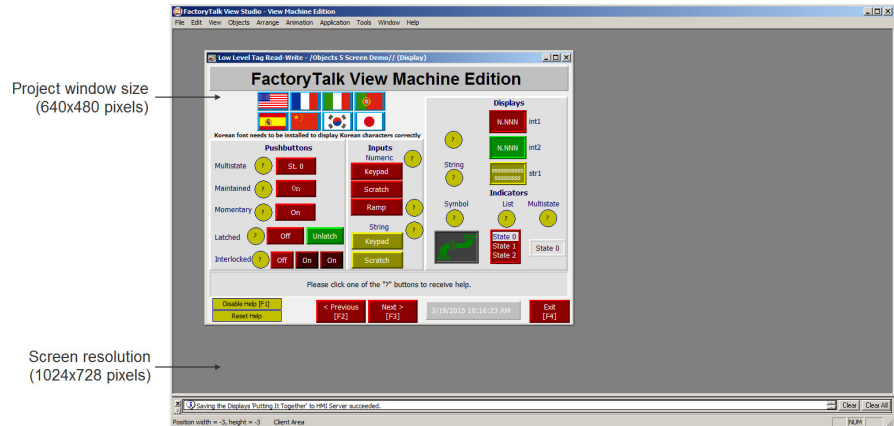 FactoryTalk View Studio - View Machine Edition
File Edit View Objects Arrange Animation Application Tools Window Help
Low Level Tag Read-Write - /Objects 5 Screen Demo// (Display)
FactoryTalk View Machine Edition
Project window size
(640x480 pixels)
Korean font needs to be installed to display Korean characters correctly
Pushbuttons
Multistate ? St. 0
Maintained ? On
Momentary ? On
Latched ? Off Unlatch
Interlocked ? Off On On
Inputs
Numeric ?
Keypad
Scratch
Ramp ?
String ?
Keypad
Scratch
Displays
? N.NNN int1
N.NNN int2
String
? SSSSSSSSSS
SSSSSSSSS str1
Indicators
Symbol List Multistate
? ? ?
State 0
State 1
State 2
State 0
Please click one of the "?" buttons to receive help.
Disable Help [F1]
Reset Help
< Previous
[F2]
Next >
[F3]
3/19/2015 10:16:23 AM
Exit
[F4]
Screen resolution
(1024x728 pixels)
Saving the Displays 'Putting It Together' to HMI Server succeeded.
Clear Clear All
Position width = -3, height = -3 Client Area
NUM